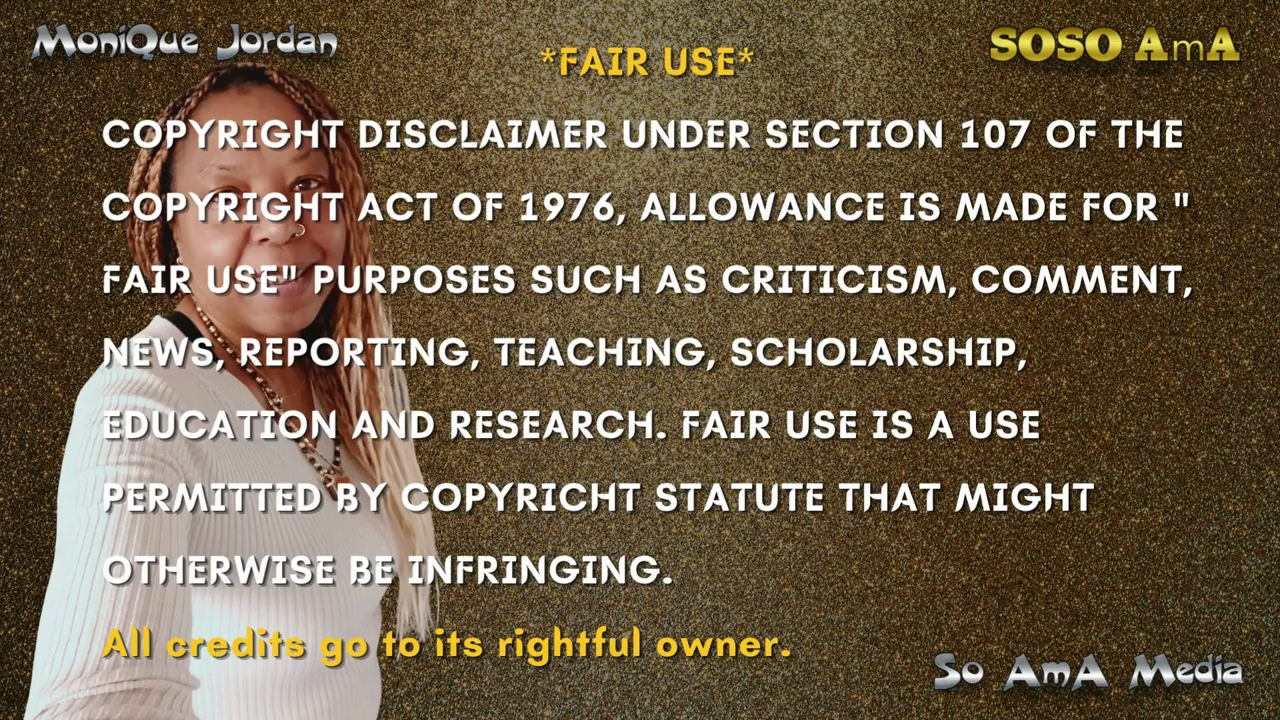 MoniQue Jordan
SOSO AmA
*FAIR USE*
COPYRIGHT DISCLAIMER UNDER SECTION 107 OF THE
COPYRIGHT ACT OF 1976, ALLOWANCE IS MADE FOR "
FAIR USE" PURPOSES SUCH AS CRITICISM, COMMENT,
NEWS, REPORTING, TEACHING, SCHOLARSHIP,
EDUCATION AND RESEARCH. FAIR USE IS A USE
PERMITTED BY COPYRICHT STATUTE THAT MIGHT
OTHERWISE BE INFRINGING.
All credits go to its rightful owner.
So AmA Media